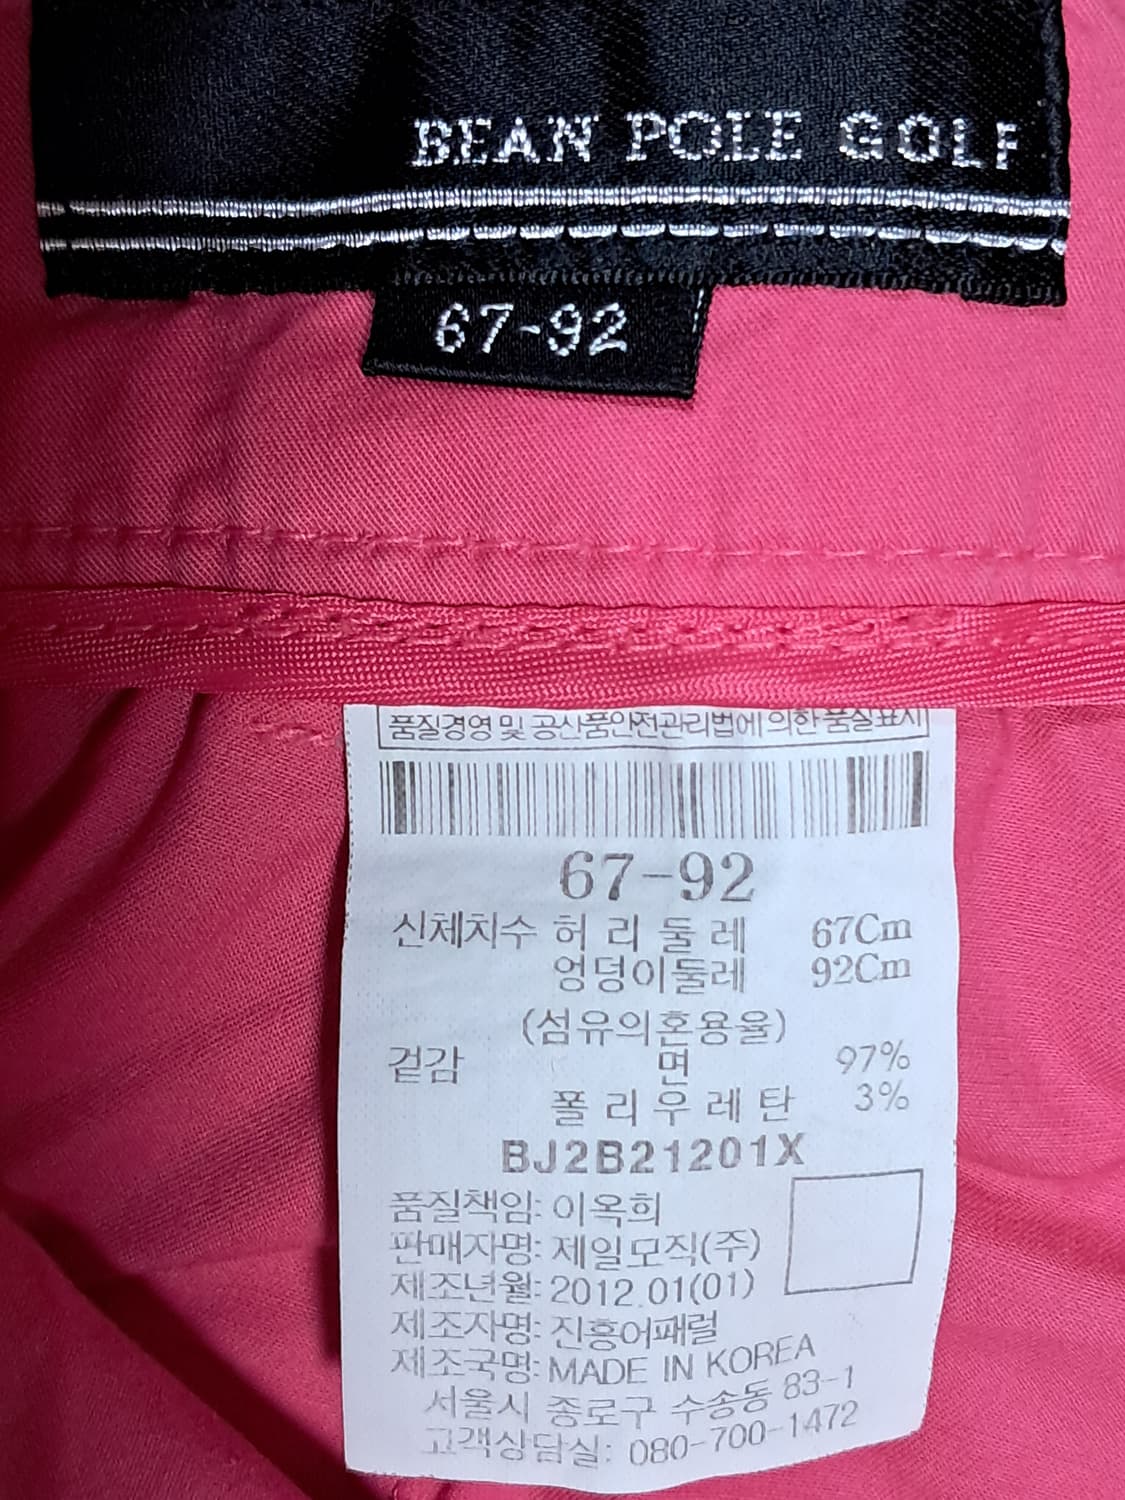 BEAN POLE GOLF
67-92
품질경영 및 공산품안전관리법에 의한 품질표시
67-92
신체치수 허 리 둘 레 67Cm
엉덩이둘레 92Cm
(섬유의혼용율)
겉감 면 97%
폴 리 우 레 탄 3%
BJ2B21201X
품질책임: 이옥희
판매자명: 제일모직(주)
제조년월: 2012.01(01)
제조자명: 진흥어패럴
제조국명: MADE IN KOREA
서울시 종로구 수송동 83-1
고객상담실: 080-700-1472